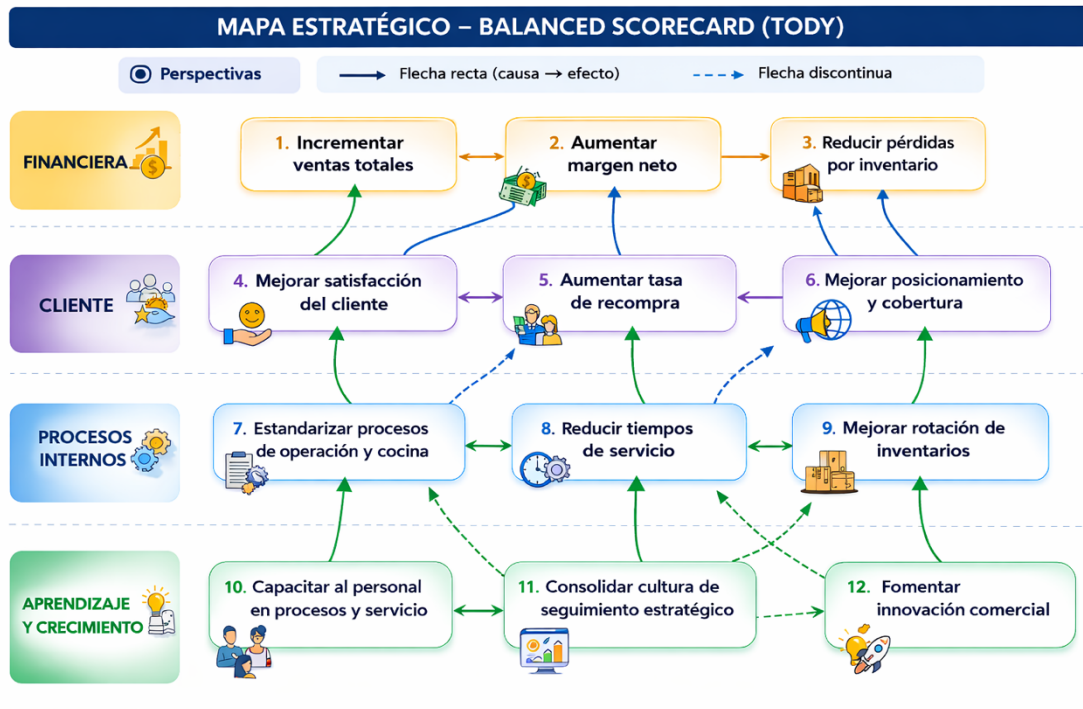 MAPA ESTRATÉGICO – BALANCED SCORECARD (TODY)
Perspectivas
Flecha recta (causa → efecto)
Flecha discontinua
FINANCIERA
1. Incrementar
ventas totales
2. Aumentar
margen neto
3. Reducir pérdidas
por inventario
CLIENTE
4. Mejorar satisfacción
del cliente
5. Aumentar tasa
de recompra
6. Mejorar posicionamiento
y cobertura
PROCESOS
INTERNOS
7. Estandarizar procesos
de operación y cocina
8. Reducir tiempos
de servicio
9. Mejorar rotación de
inventarios
APRENDIZAJE
Y CRECIMIENTO
10. Capacitar al personal
en procesos y servicio
11. Consolidar cultura de
seguimiento estratégico
12. Fomentar
innovación comercial